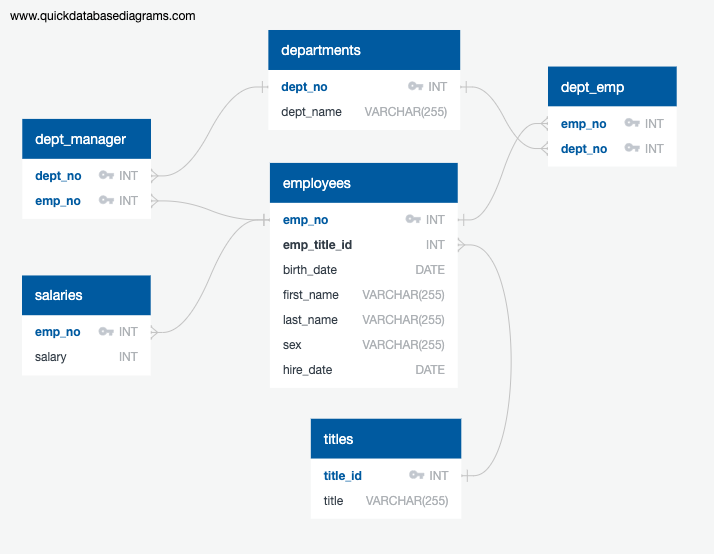 www.quickdatabasediagrams.com
departments
dept_no INT
dept_name VARCHAR(255)
dept_emp
emp_no INT
dept_no INT
dept_manager
dept_no INT
emp_no INT
employees
emp_no INT
emp_title_id INT
birth_date DATE
first_name VARCHAR(255)
last_name VARCHAR(255)
sex VARCHAR(255)
hire_date DATE
salaries
emp_no INT
salary INT
titles
title_id INT
title VARCHAR(255)